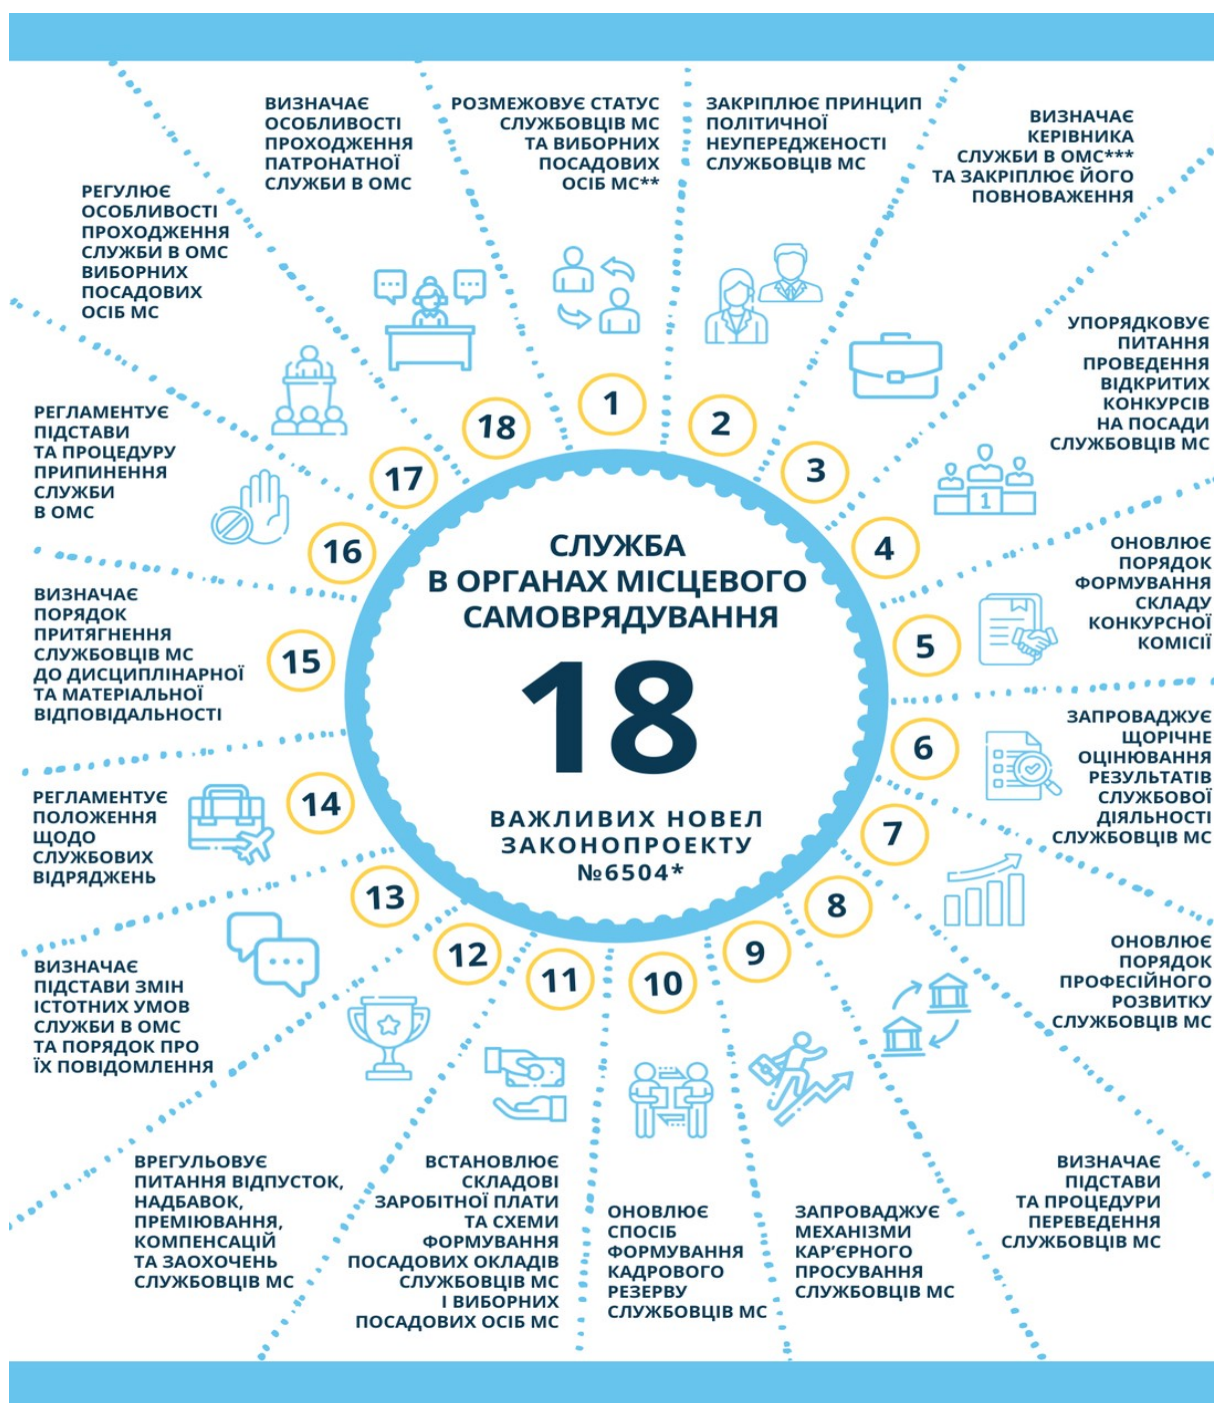 СЛУЖБА
В ОРГАНАХ МІСЦЕВОГО
САМОВРЯДУВАННЯ
18
ВАЖЛИВИХ НОВЕЛ
ЗАКОНОПРОЕКТУ
№6504*
1
РОЗМЕЖОВУЄ СТАТУС
СЛУЖБОВЦІВ МС
ТА ВИБОРНИХ
ПОСАДОВИХ
ОСІБ МС**
2
ЗАКРІПЛЮЄ ПРИНЦИП
ПОЛІТИЧНОЇ
НЕУПЕРЕДЖЕНОСТІ
СЛУЖБОВЦІВ МС
3
ВИЗНАЧАЄ
КЕРІВНИКА
СЛУЖБИ В ОМС***
ТА ЗАКРІПЛЮЄ ЙОГО
ПОВНОВАЖЕННЯ
4
УПОРЯДКОВУЄ
ПИТАННЯ
ПРОВЕДЕННЯ
ВІДКРИТИХ
КОНКУРСІВ
НА ПОСАДИ
СЛУЖБОВЦІВ МС
1
5
ОНОВЛЮЄ
ПОРЯДОК
ФОРМУВАННЯ
СКЛАДУ
КОНКУРСНОЇ
КОМІСІЇ
6
ЗАПРОВАДЖУЄ
ЩОРІЧНЕ
ОЦІНЮВАННЯ
РЕЗУЛЬТАТІВ
СЛУЖБОВОЇ
ДІЯЛЬНОСТІ
СЛУЖБОВЦІВ МС
7
ОНОВЛЮЄ
ПОРЯДОК
ПРОФЕСІЙНОГО
РОЗВИТКУ
СЛУЖБОВЦІВ МС
8
ВИЗНАЧАЄ
ПІДСТАВИ
ТА ПРОЦЕДУРИ
ПЕРЕВЕДЕННЯ
СЛУЖБОВЦІВ МС
9
ЗАПРОВАДЖУЄ
МЕХАНІЗМИ
КАР'ЄРНОГО
ПРОСУВАННЯ
СЛУЖБОВЦІВ МС
10
ОНОВЛЮЄ
СПОСІБ
ФОРМУВАННЯ
КАДРОВОГО
РЕЗЕРВУ
СЛУЖБОВЦІВ МС
11
ВСТАНОВЛЮЄ
СКЛАДОВІ
ЗАРОБІТНОЇ ПЛАТИ
ТА СХЕМИ
ФОРМУВАННЯ
ПОСАДОВИХ ОКЛАДІВ
СЛУЖБОВЦІВ МС
І ВИБОРНИХ
ПОСАДОВИХ ОСІБ МС
12
ВРЕГУЛЬОВУЄ
ПИТАННЯ ВІДПУСТОК,
НАДБАВОК,
ПРЕМІЮВАННЯ,
КОМПЕНСАЦІЙ
ТА ЗАОХОЧЕНЬ
СЛУЖБОВЦІВ МС
13
ВИЗНАЧАЄ
ПІДСТАВИ ЗМІН
ІСТОТНИХ УМОВ
СЛУЖБИ В ОМС
ТА ПОРЯДОК ПРО
ЇХ ПОВІДОМЛЕННЯ
14
РЕГЛАМЕНТУЄ
ПОЛОЖЕННЯ
ЩОДО
СЛУЖБОВИХ
ВІДРЯДЖЕНЬ
15
ВИЗНАЧАЄ
ПОРЯДОК
ПРИТЯГНЕННЯ
СЛУЖБОВЦІВ МС
ДО ДИСЦИПЛІНАРНОЇ
ТА МАТЕРІАЛЬНОЇ
ВІДПОВІДАЛЬНОСТІ
16
РЕГЛАМЕНТУЄ
ПІДСТАВИ
ТА ПРОЦЕДУРУ
ПРИПИНЕННЯ
СЛУЖБИ
В ОМС
17
РЕГУЛЮЄ
ОСОБЛИВОСТІ
ПРОХОДЖЕННЯ
СЛУЖБИ В ОМС
ВИБОРНИХ
ПОСАДОВИХ
ОСІБ МС
18
ВИЗНАЧАЄ
ОСОБЛИВОСТІ
ПРОХОДЖЕННЯ
ПАТРОНАТНОЇ
СЛУЖБИ В ОМС